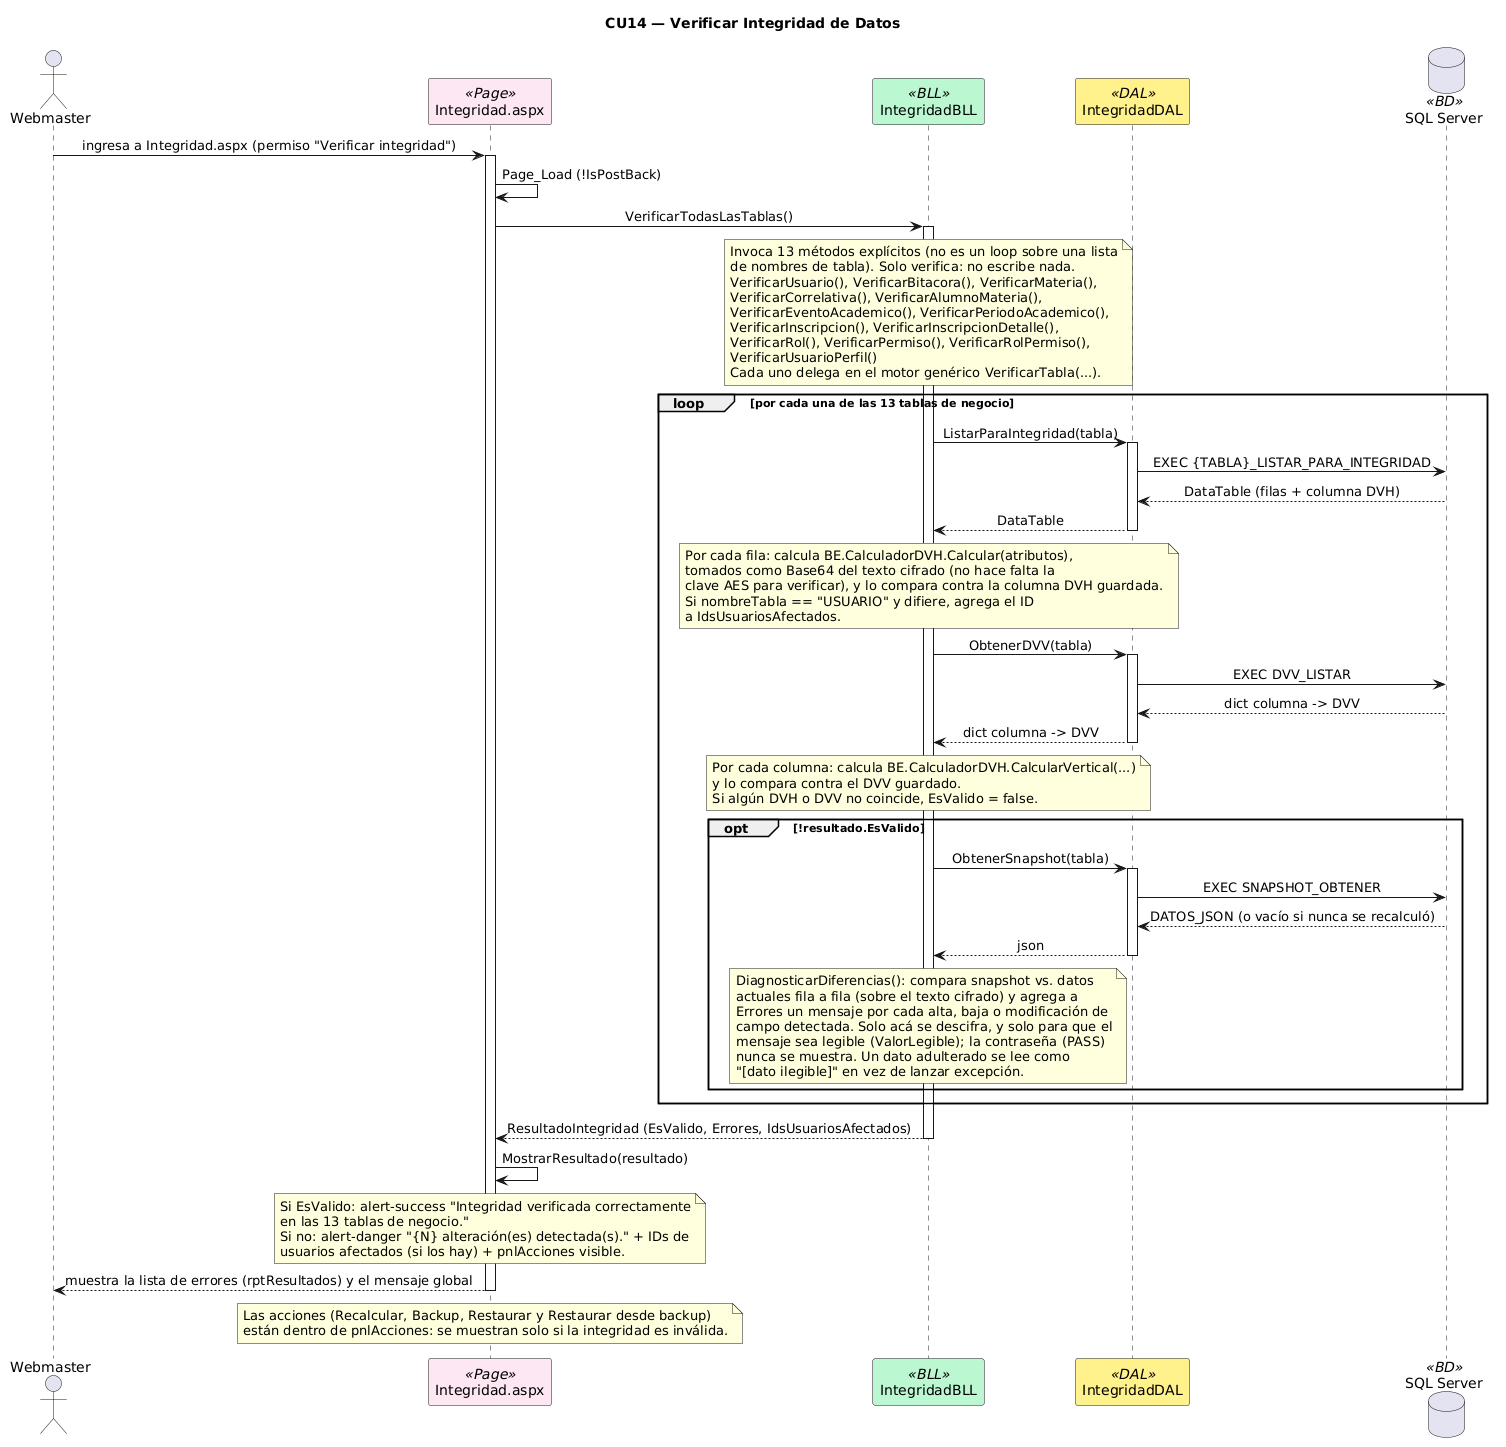 CU14 — Verificar Integridad de Datos
Webmaster
«Page»
Integridad.aspx
«BLL»
IntegridadBLL
«DAL»
IntegridadDAL
«BD»
SQL Server
ingresa a Integridad.aspx (permiso "Verificar integridad")
Page_Load (!IsPostBack)
VerificarTodasLasTablas()
Invoca 13 métodos explícitos (no es un loop sobre una lista
de nombres de tabla). Solo verifica: no escribe nada.
VerificarUsuario(), VerificarBitacora(), VerificarMateria(),
VerificarCorrelativa(), VerificarAlumnoMateria(),
VerificarEventoAcademico(), VerificarPeriodoAcademico(),
VerificarInscripcion(), VerificarInscripcionDetalle(),
VerificarRol(), VerificarPermiso(), VerificarRolPermiso(),
VerificarUsuarioPerfil()
Cada uno delega en el motor genérico VerificarTabla(...).
loop [por cada una de las 13 tablas de negocio]
ListarParaIntegridad(tabla)
EXEC {TABLA}_LISTAR_PARA_INTEGRIDAD
DataTable (filas + columna DVH)
DataTable
Por cada fila: calcula BE.CalculadorDVH.Calcular(atributos),
tomados como Base64 del texto cifrado (no hace falta la
clave AES para verificar), y lo compara contra la columna DVH guardada.
Si nombreTabla == "USUARIO" y difiere, agrega el ID
a IdsUsuariosAfectados.
ObtenerDVV(tabla)
EXEC DVV_LISTAR
dict columna -> DVV
dict columna -> DVV
Por cada columna: calcula BE.CalculadorDVH.CalcularVertical(...)
y lo compara contra el DVV guardado.
Si algún DVH o DVV no coincide, EsValido = false.
opt [!resultado.EsValido]
ObtenerSnapshot(tabla)
EXEC SNAPSHOT_OBTENER
DATOS_JSON (o vacío si nunca se recalculó)
json
DiagnosticarDiferencias(): compara snapshot vs. datos
actuales fila a fila (sobre el texto cifrado) y agrega a
Errores un mensaje por cada alta, baja o modificación de
campo detectada. Solo acá se descifra, y solo para que el
mensaje sea legible (ValorLegible); la contraseña (PASS)
nunca se muestra. Un dato adulterado se lee como
"[dato ilegible]" en vez de lanzar excepción.
ResultadoIntegridad (EsValido, Errores, IdsUsuariosAfectados)
MostrarResultado(resultado)
Si EsValido: alert-success "Integridad verificada correctamente
en las 13 tablas de negocio."
Si no: alert-danger "{N} alteración(es) detectada(s)." + IDs de
usuarios afectados (si los hay) + pnlAcciones visible.
muestra la lista de errores (rptResultados) y el mensaje global
Las acciones (Recalcular, Backup, Restaurar y Restaurar desde backup)
están dentro de pnlAcciones: se muestran solo si la integridad es inválida.
Webmaster
«Page»
Integridad.aspx
«BLL»
IntegridadBLL
«DAL»
IntegridadDAL
«BD»
SQL Server